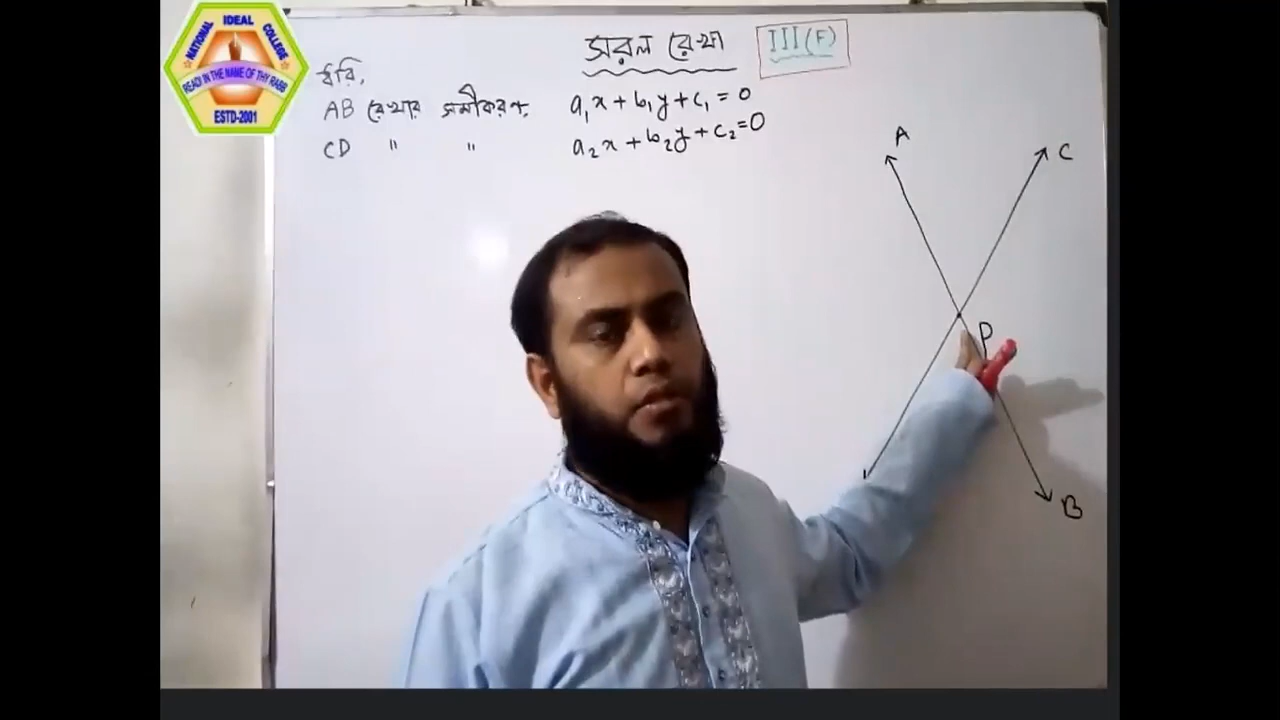 NATIONAL IDEAL COLLEGE
READ IN THE NAME OF THY RABB
ESTD-2001
সরল রেখা
III(F)
ধরি,
AB রেখার সমীকরণ, a₁x + b₁y + c₁ = 0
CD " " a₂x + b₂y + c₂ = 0
A
C
P
B